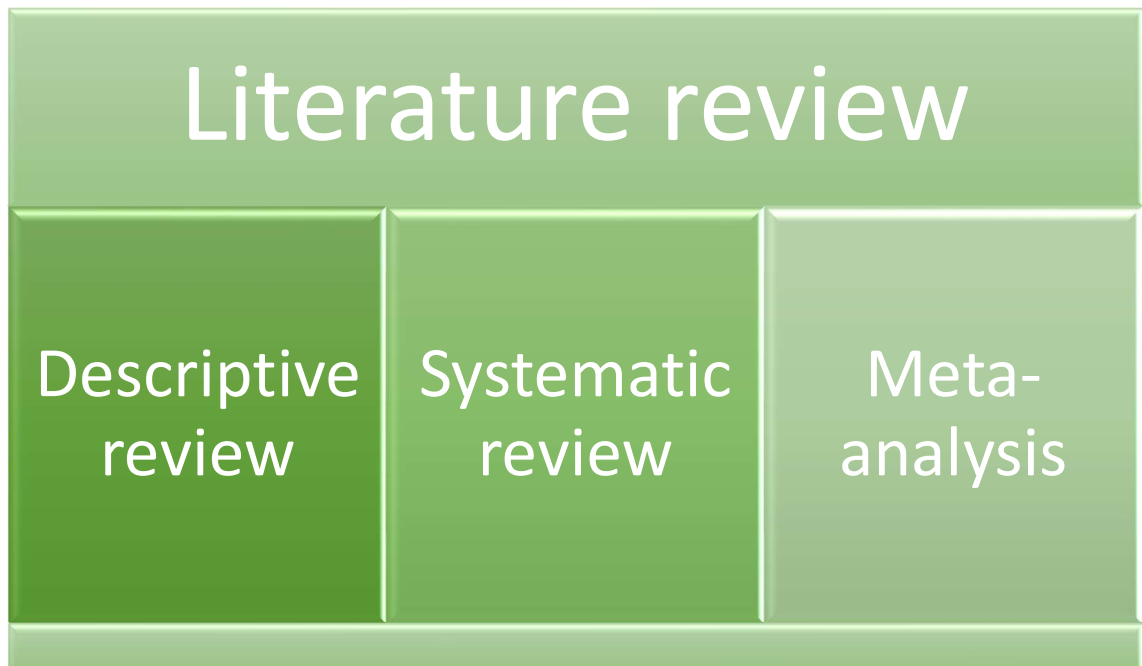 Literature review
Descriptive
review
Systematic
review
Meta-
analysis